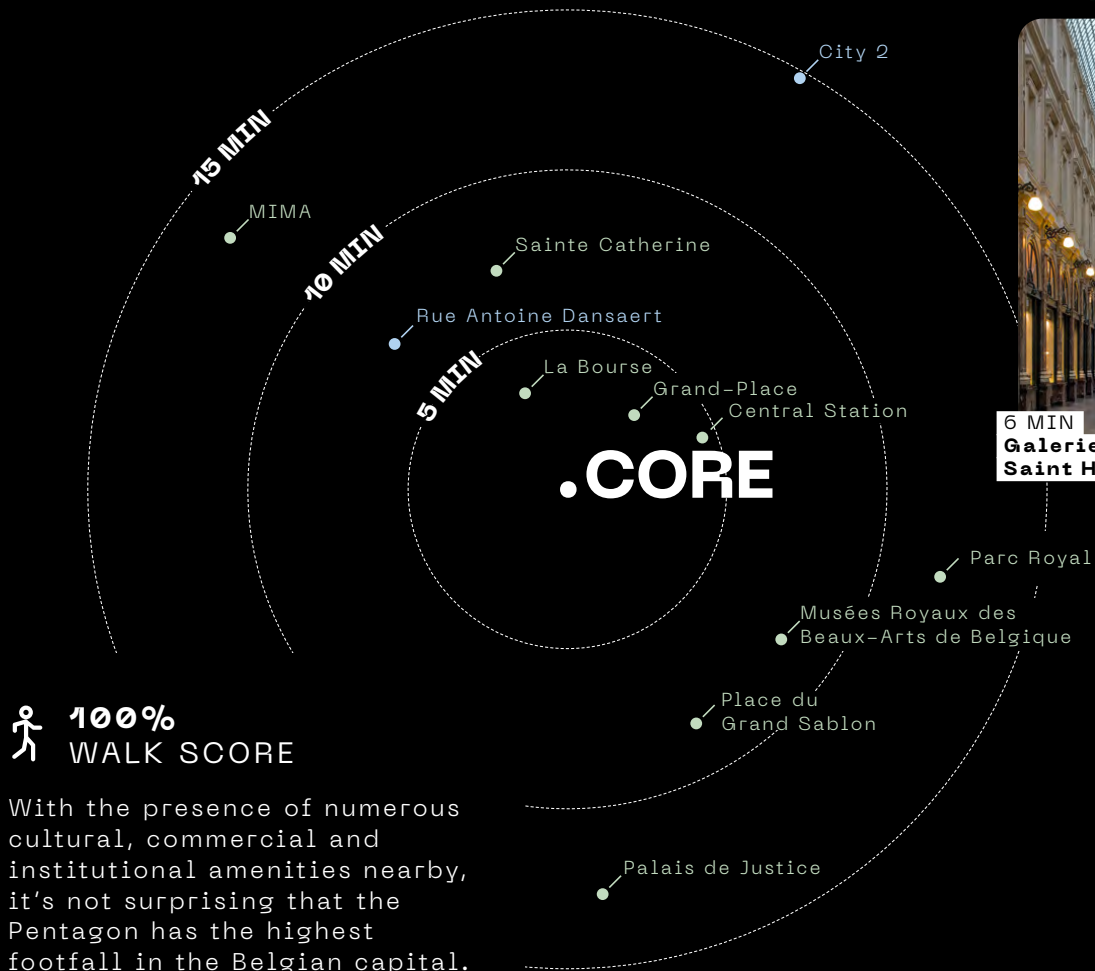 City 2
15 MIN
MIMA
10 MIN
Sainte Catherine
Rue Antoine Dansaert
5 MIN
La Bourse
Grand-Place
Central Station
.CORE
6 MIN
Parc Royal
Musées Royaux des
Beaux-Arts de Belgique
Place du
Grand Sablon
100%
WALK SCORE
With the presence of numerous
cultural, commercial and
institutional amenities nearby,
it's not surprising that the
Pentagon has the highest
footfall in the Belgian capital.
Palais de Justice
Saint